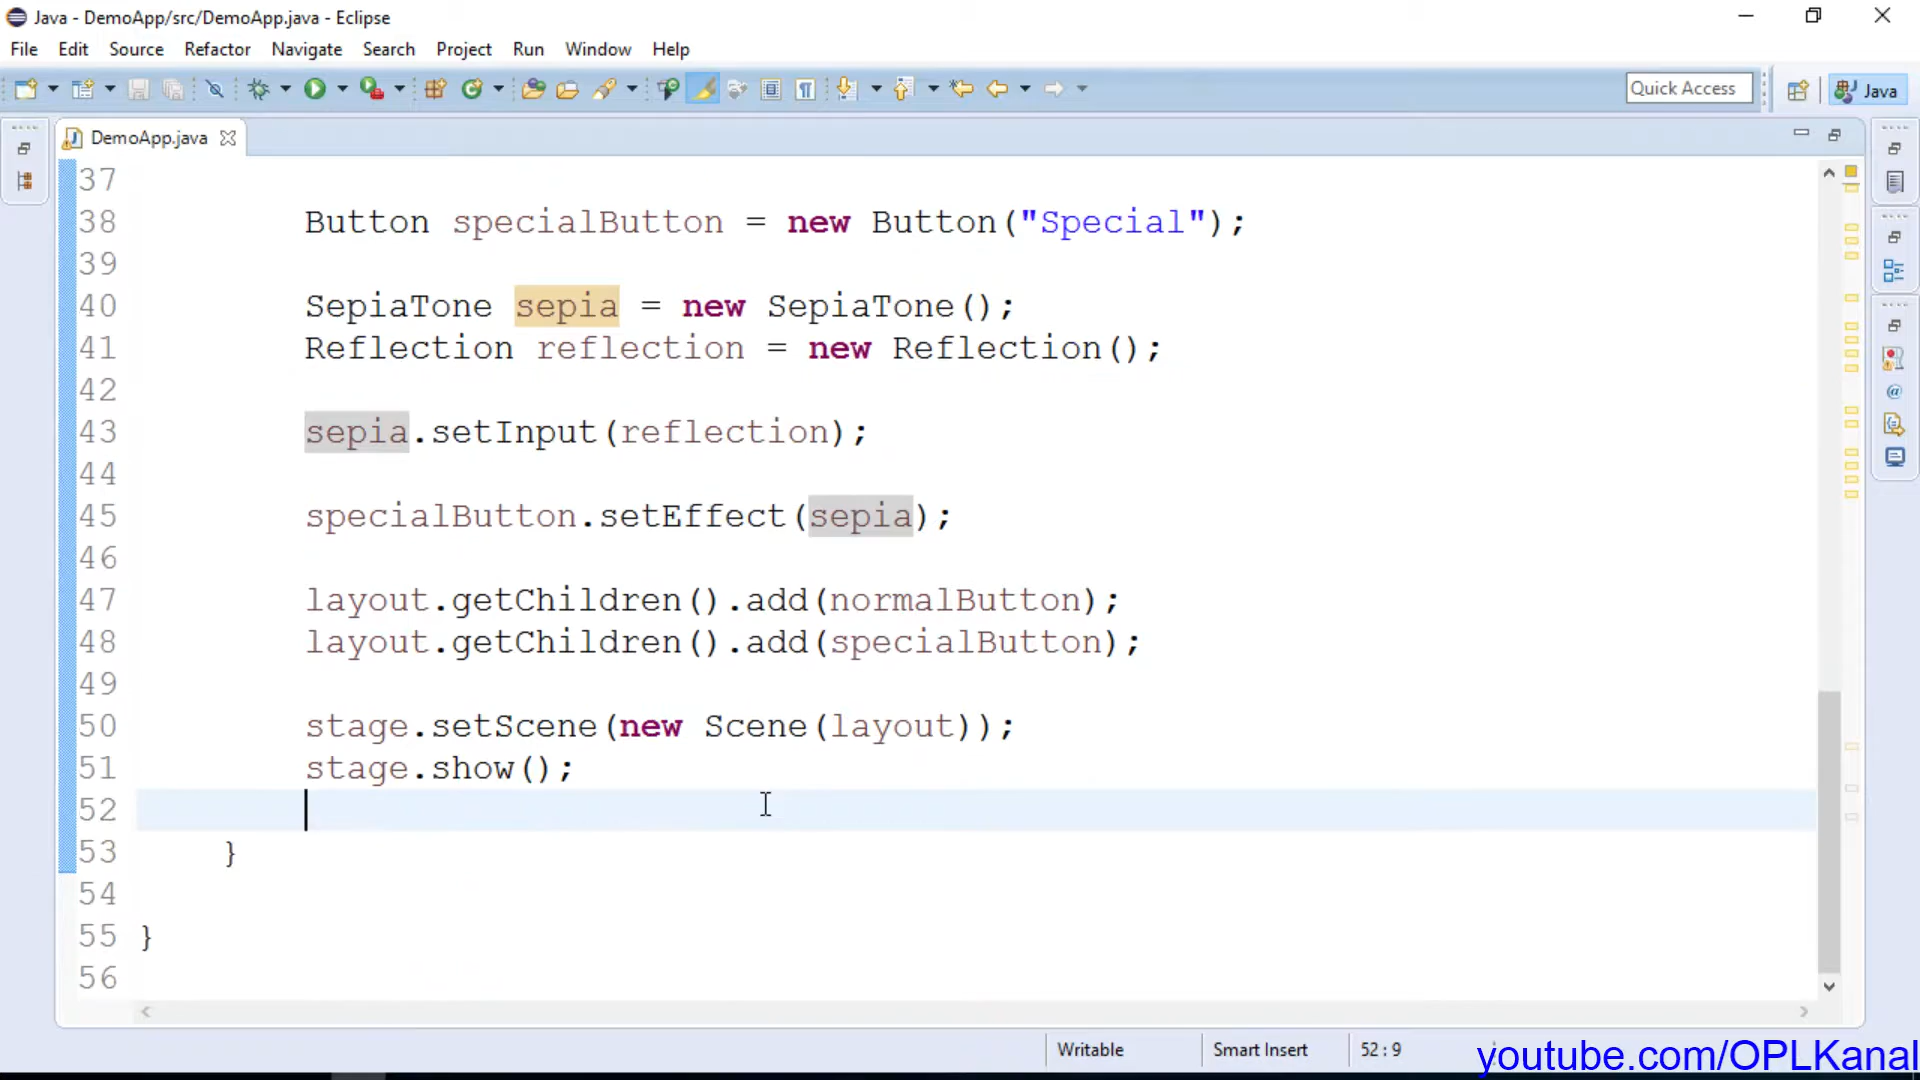 Java - DemoApp/src/DemoApp.java - Eclipse
File Edit Source Refactor Navigate Search Project Run Window Help
Quick Access
Java
DemoApp.java
37
38 Button specialButton = new Button("Special");
39
40 SepiaTone sepia = new SepiaTone();
41 Reflection reflection = new Reflection();
42
43 sepia.setInput(reflection);
44
45 specialButton.setEffect(sepia);
46
47 layout.getChildren().add(normalButton);
48 layout.getChildren().add(specialButton);
49
50 stage.setScene(new Scene(layout));
51 stage.show();
52
53 }
54
55 }
56
Writable Smart Insert 52 : 9
youtube.com/OPLKanal